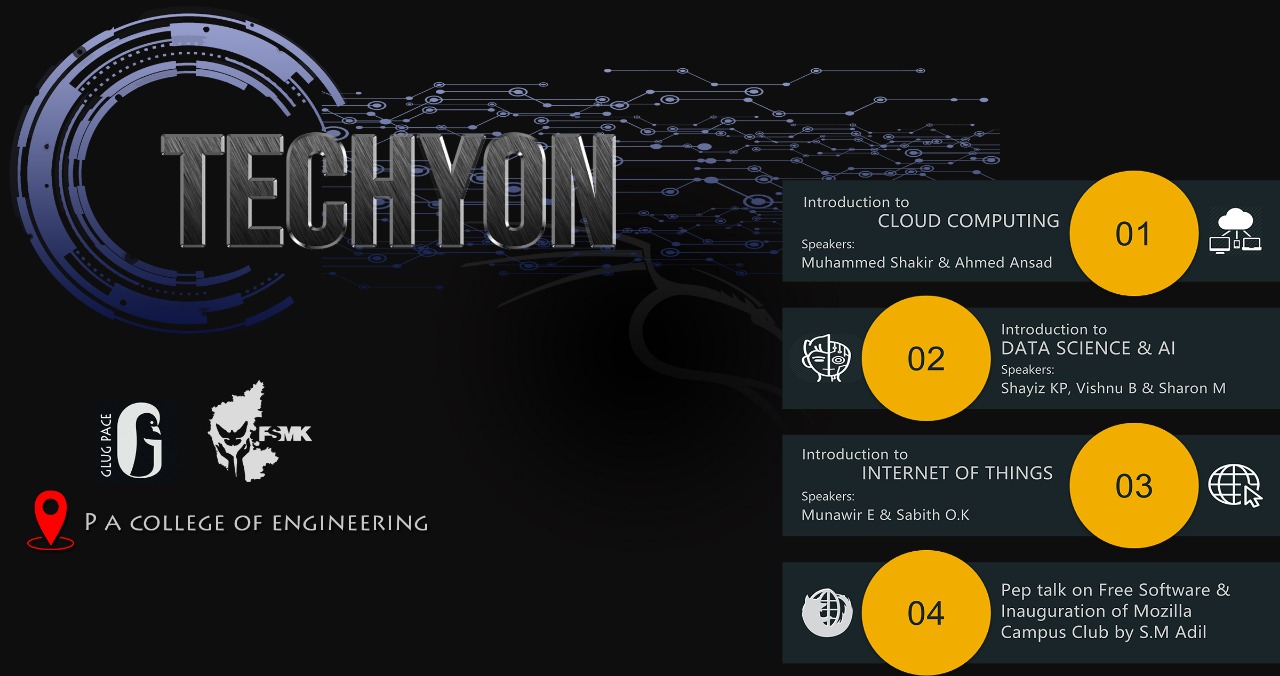 TECHYON
GLUG PACE
FSMK
P A COLLEGE OF ENGINEERING
Introduction to
CLOUD COMPUTING
Speakers:
Muhammed Shakir & Ahmed Ansad
01
02
Introduction to
DATA SCIENCE & AI
Speakers:
Shayiz KP, Vishnu B & Sharon M
Introduction to
INTERNET OF THINGS
Speakers:
Munawir E & Sabith O.K
03
04
Pep talk on Free Software &
Inauguration of Mozilla
Campus Club by S.M Adil